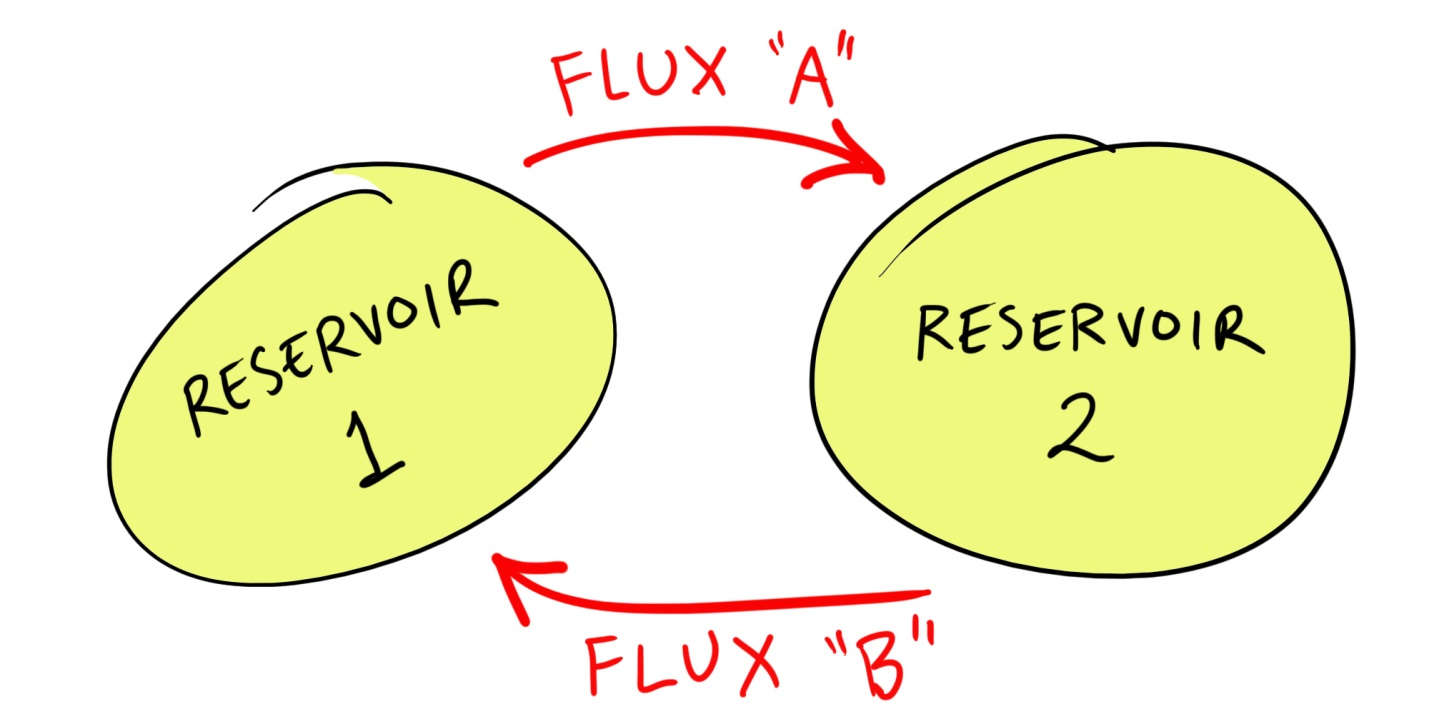 FLUX "A"
RESERVOIR
1
RESERVOIR
2
FLUX "B"